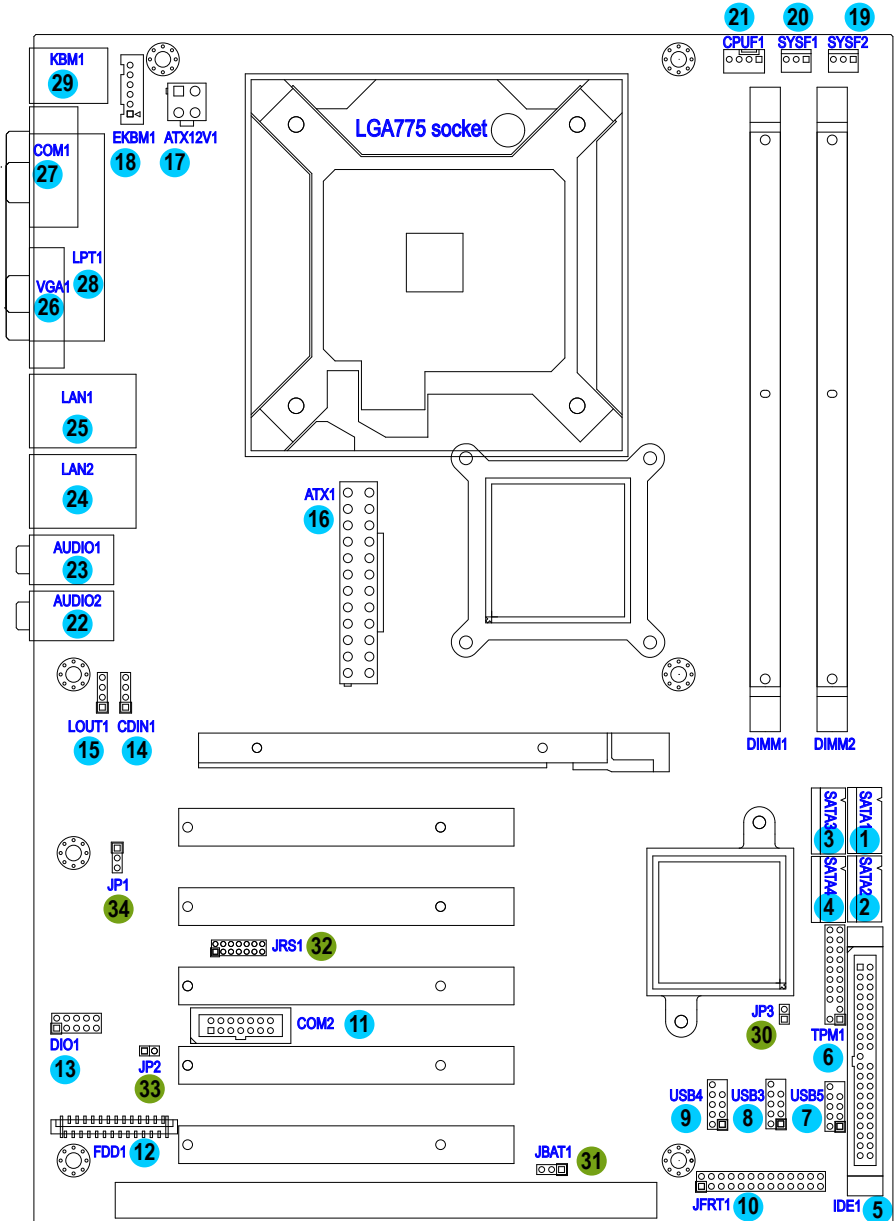 21
20
19
CPUF1
SYSF1
SYSF2
KBM1
29
EKBM1
18
ATX12V1
17
LGA775 socket
COM1
27
LPT1
28
VGA1
26
LAN1
25
LAN2
24
ATX1
16
AUDIO1
23
AUDIO2
22
LOUT1
15
CDIN1
14
DIMM1
DIMM2
SATA3
3
SATA1
1
JP1
34
SATA4
4
SATA2
2
JRS1
32
COM2
11
JP3
30
DIO1
13
JP2
33
TPM1
6
USB4
9
USB3
8
USB5
7
FDD1
12
JBAT1
31
JFRT1
10
IDE1
5